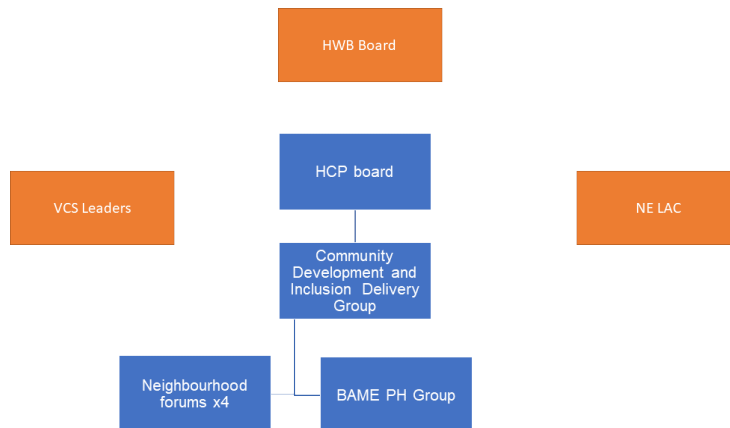 HWB Board
HCP board
VCS Leaders
NE LAC
Community
Development and
Inclusion Delivery
Group
Neighbourhood
forums x4
BAME PH Group